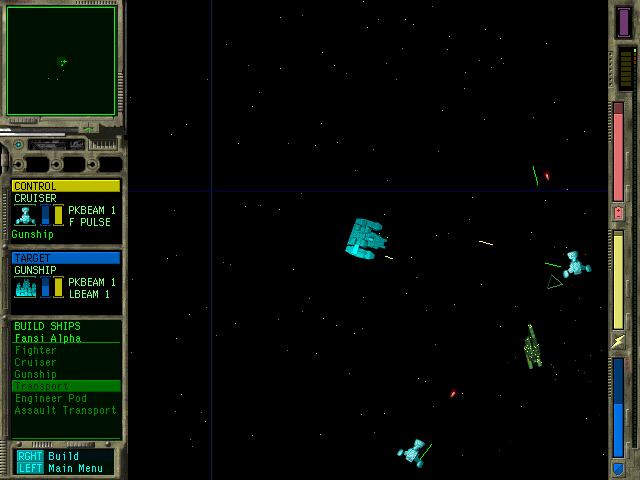 CONTROL
CRUISER
PKBEAM 1
F PULSE
Gunship
TARGET
GUNSHIP
PKBEAM 1
LBEAM 1
BUILD SHIPS
Fansi Alpha
Fighter
Cruiser
Gunship
Transport
Engineer Pod
Assault Transport
RGHT Build
LEFT Main Menu